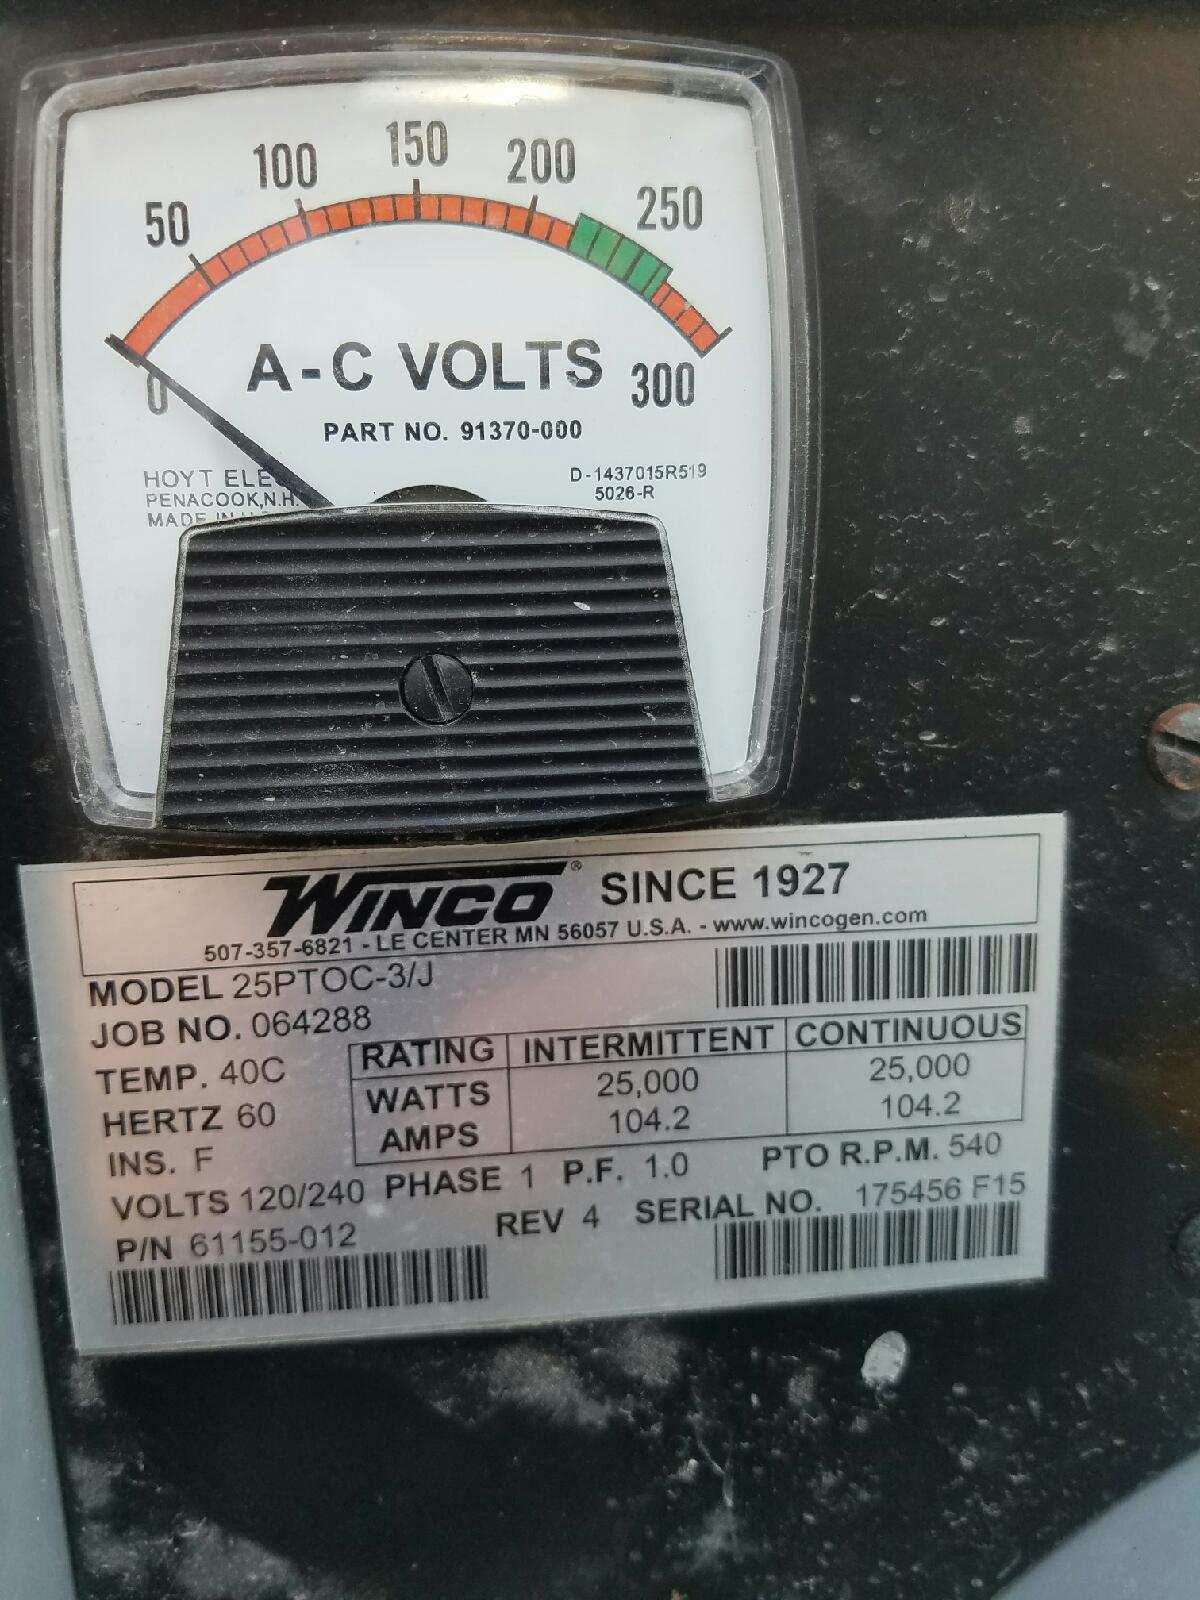 0 50 100 150 200 250 300
A-C VOLTS
PART NO. 91370-000
HOYT
PENACOOK, N.H.
MADE IN
D-1437015R519
5026-R
WINCO® SINCE 1927
507-357-6821 - LE CENTER MN 56057 U.S.A. - www.wincogen.com
MODEL 25PTOC-3/J
JOB NO. 064288
TEMP. 40C
HERTZ 60
INS. F
RATING INTERMITTENT CONTINUOUS
WATTS 25,000 25,000
AMPS 104.2 104.2
VOLTS 120/240 PHASE 1 P.F. 1.0 PTO R.P.M. 540
P/N 61155-012 REV 4 SERIAL NO. 175456 F15